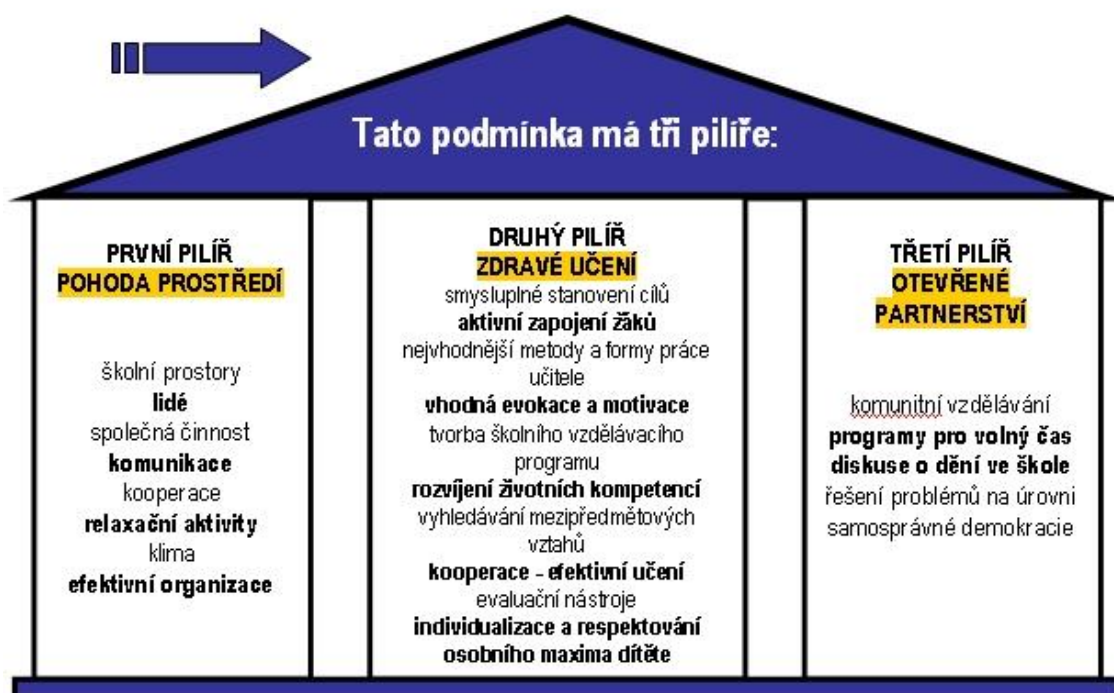 Tato podmínka má tři pilíře:
PRVNÍ PILÍŘ
POHODA PROSTŘEDÍ
školní prostory
lidé
společná činnost
komunikace
kooperace
relaxační aktivity
klima
efektivní organizace
DRUHÝ PILÍŘ
ZDRAVÉ UČENÍ
smysluplné stanovení cílů
aktivní zapojení žáků
nejvhodnější metody a formy práce
učitele
vhodná evokace a motivace
tvorba školního vzdělávacího
programu
rozvíjení životních kompetencí
vyhledávání mezipředmětových
vztahů
kooperace - efektivní učení
evaluační nástroje
individualizace a respektování
osobního maxima dítěte
TŘETÍ PILÍŘ
OTEVŘENÉ
PARTNERSTVÍ
komunitní vzdělávání
programy pro volný čas
diskuse o dění ve škole
řešení problémů na úrovni
samosprávné demokracie